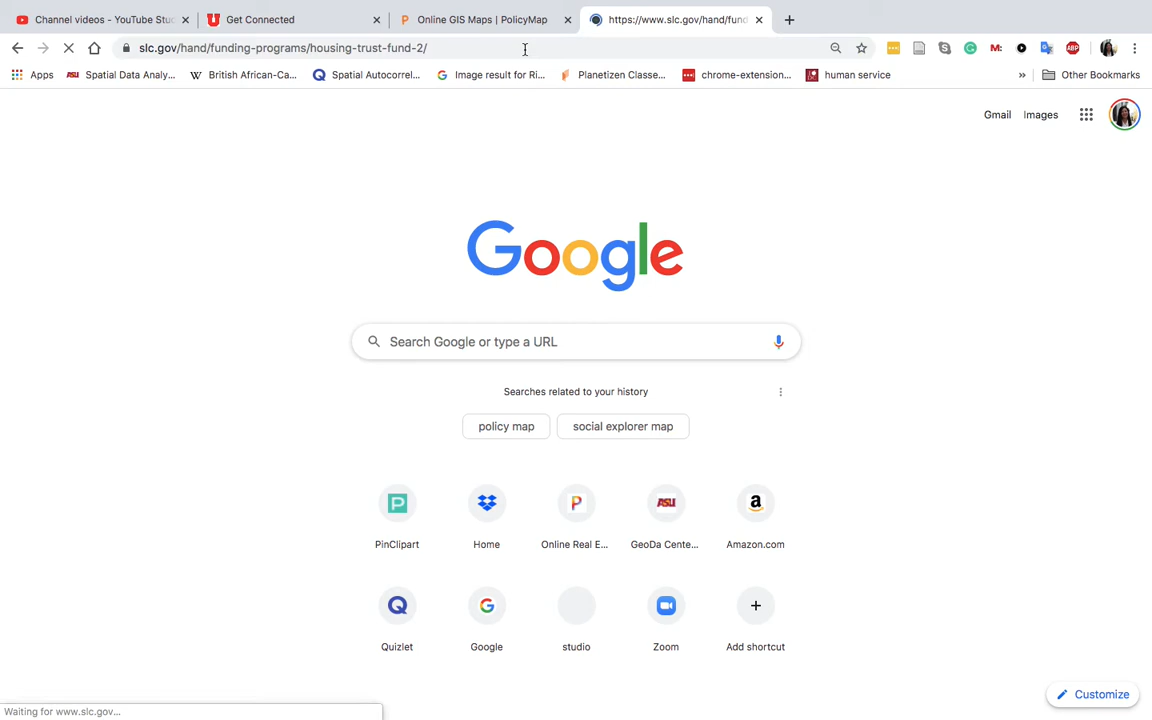 Channel videos - YouTube Stud
Get Connected
Online GIS Maps | PolicyMap
https://www.slc.gov/hand/fund
slc.gov/hand/funding-programs/housing-trust-fund-2/
Apps
Spatial Data Analy...
British African-Ca...
Spatial Autocorrel...
Image result for Ri...
Planetizen Classe...
chrome-extension...
human service
»
Other Bookmarks
Gmail
Images
Google
Search Google or type a URL
Searches related to your history
policy map
social explorer map
PinClipart
Home
Online Real E...
GeoDa Cente...
Amazon.com
Quizlet
Google
studio
Zoom
Add shortcut
Customize
Waiting for www.slc.gov...